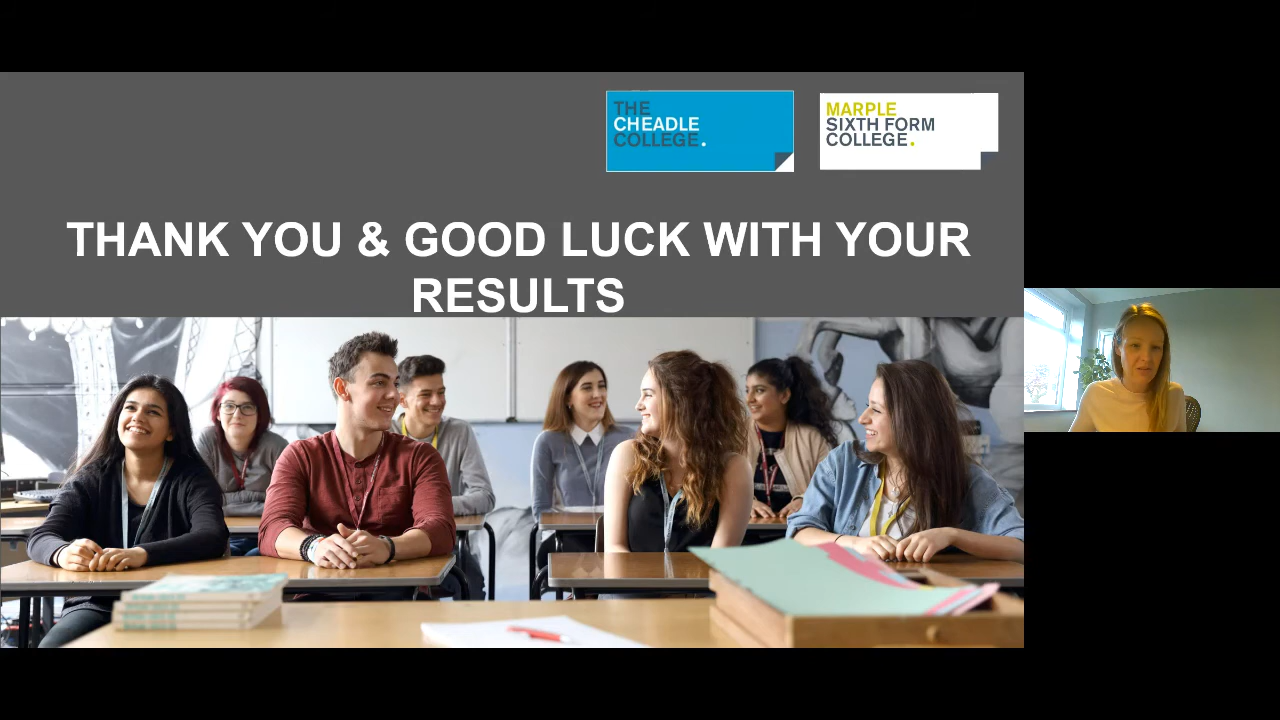 THE
CHEADLE
COLLEGE.
MARPLE
SIXTH FORM
COLLEGE.
THANK YOU & GOOD LUCK WITH YOUR
RESULTS